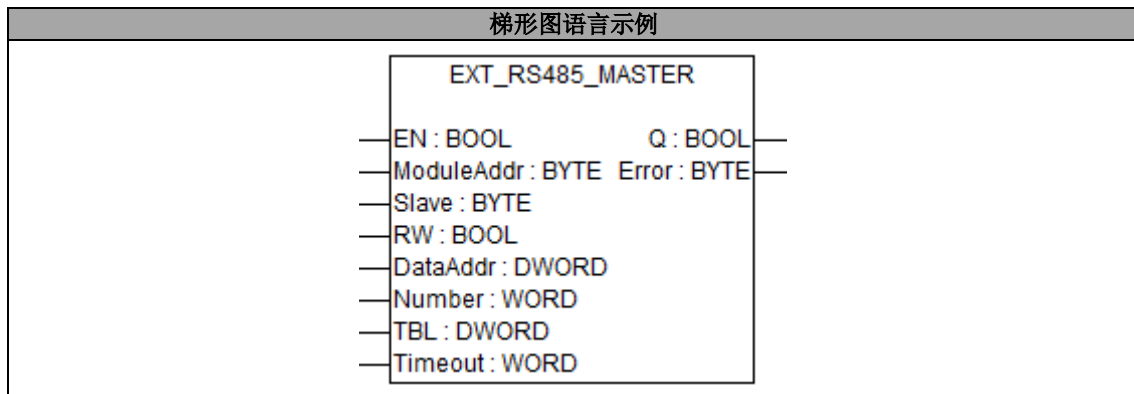 梯形图语言示例
EXT_RS485_MASTER
EN : BOOL Q : BOOL
ModuleAddr : BYTE Error : BYTE
Slave : BYTE
RW : BOOL
DataAddr : DWORD
Number : WORD
TBL : DWORD
Timeout : WORD